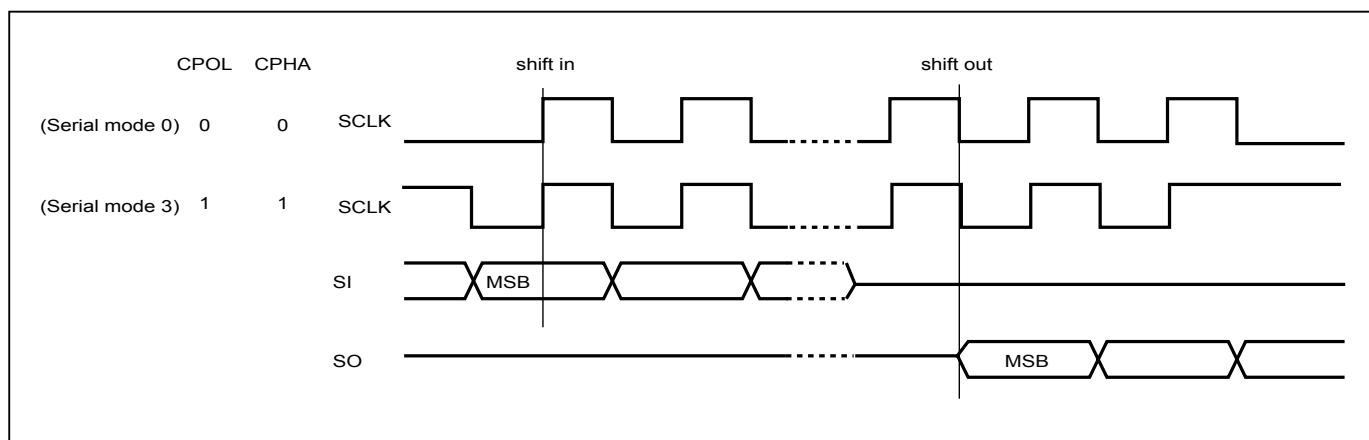 CPOL CPHA shift in shift out
(Serial mode 0) 0 0 SCLK
(Serial mode 3) 1 1 SCLK
SI MSB
SO MSB